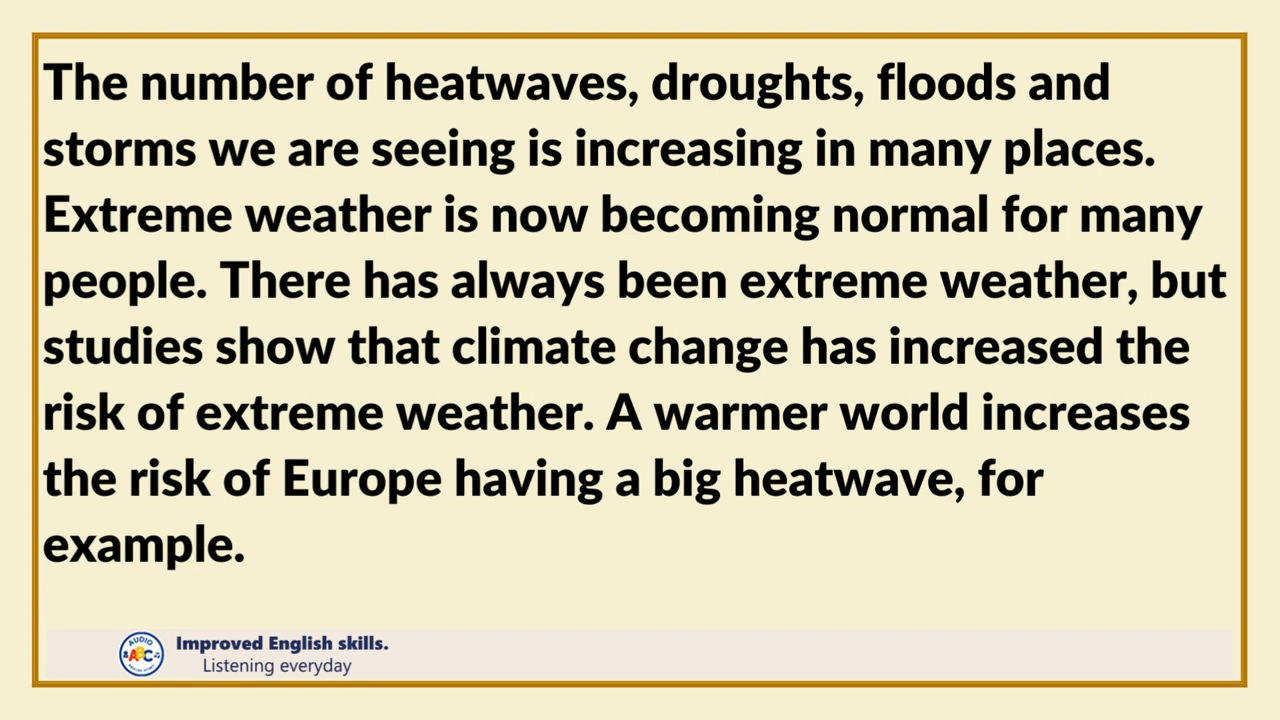 The number of heatwaves, droughts, floods and
storms we are seeing is increasing in many places.
Extreme weather is now becoming normal for many
people. There has always been extreme weather, but
studies show that climate change has increased the
risk of extreme weather. A warmer world increases
the risk of Europe having a big heatwave, for
example.
AUDIO
ABC
Improved English skills.
Listening everyday